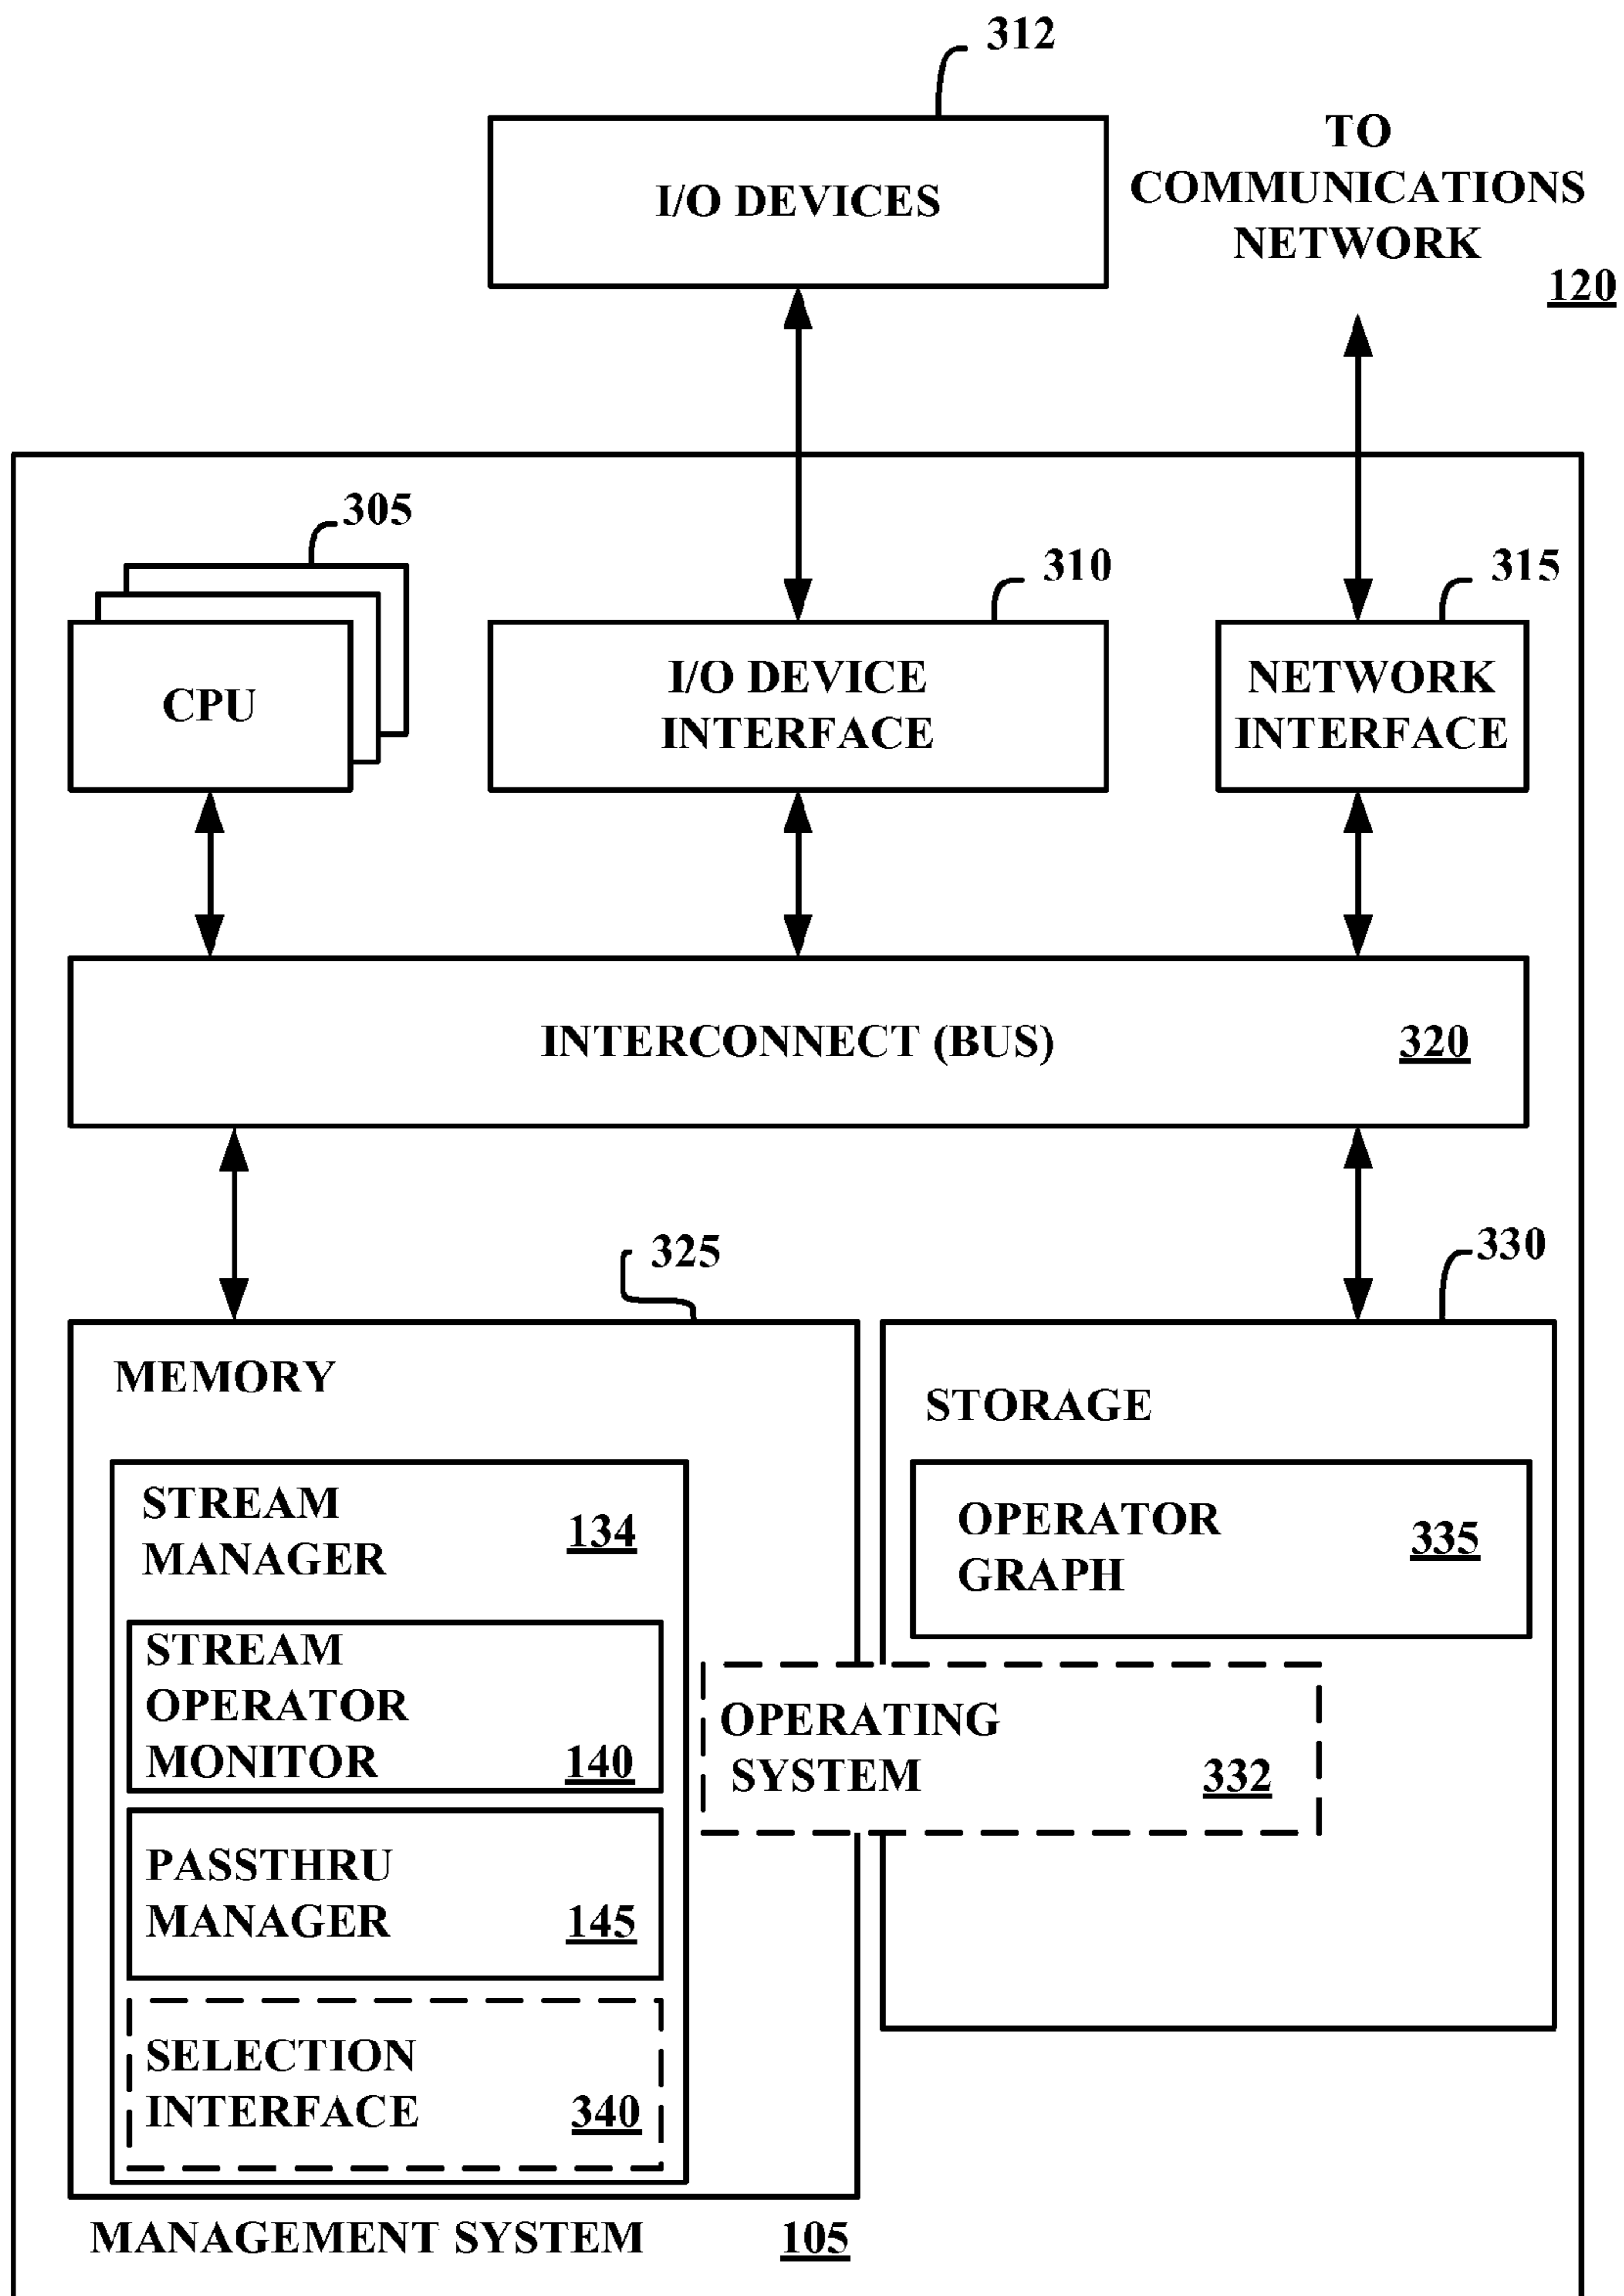 312
I/O DEVICES
TO
COMMUNICATIONS
NETWORK
120
305
310
315
CPU
I/O DEVICE
INTERFACE
NETWORK
INTERFACE
INTERCONNECT (BUS)
320
325
330
MEMORY
STORAGE
STREAM
MANAGER
134
OPERATOR
GRAPH
335
STREAM
OPERATOR
MONITOR
140
OPERATING
SYSTEM
332
PASSTHRU
MANAGER
145
SELECTION
INTERFACE
340
MANAGEMENT SYSTEM
105